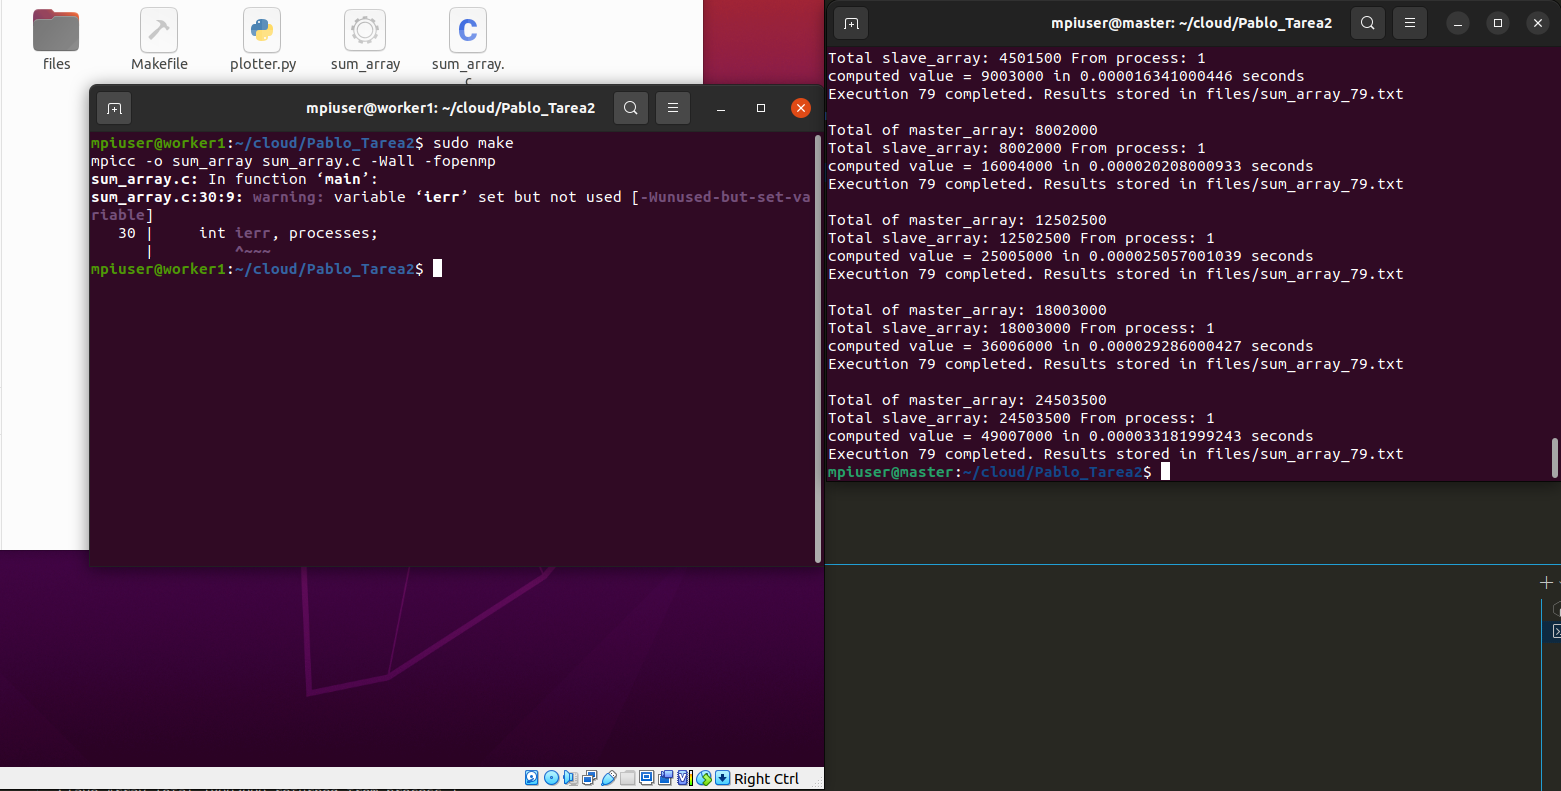 files
Makefile
plotter.py
sum_array
sum_array.
c
mpiuser@worker1: ~/cloud/Pablo_Tarea2
mpiuser@worker1:~/cloud/Pablo_Tarea2$ sudo make
mpicc -o sum_array sum_array.c -Wall -fopenmp
sum_array.c: In function ‘main’:
sum_array.c:30:9: warning: variable ‘ierr’ set but not used [-Wunused-but-set-va
riable]
   30 |     int ierr, processes;
      |         ^~~~
mpiuser@worker1:~/cloud/Pablo_Tarea2$
Right Ctrl
mpiuser@master: ~/cloud/Pablo_Tarea2
Total slave_array: 4501500 From process: 1
computed value = 9003000 in 0.000016341000446 seconds
Execution 79 completed. Results stored in files/sum_array_79.txt
Total of master_array: 8002000
Total slave_array: 8002000 From process: 1
computed value = 16004000 in 0.000020208000933 seconds
Execution 79 completed. Results stored in files/sum_array_79.txt
Total of master_array: 12502500
Total slave_array: 12502500 From process: 1
computed value = 25005000 in 0.000025057001039 seconds
Execution 79 completed. Results stored in files/sum_array_79.txt
Total of master_array: 18003000
Total slave_array: 18003000 From process: 1
computed value = 36006000 in 0.000029286000427 seconds
Execution 79 completed. Results stored in files/sum_array_79.txt
Total of master_array: 24503500
Total slave_array: 24503500 From process: 1
computed value = 49007000 in 0.000033181999243 seconds
Execution 79 completed. Results stored in files/sum_array_79.txt
mpiuser@master:~/cloud/Pablo_Tarea2$